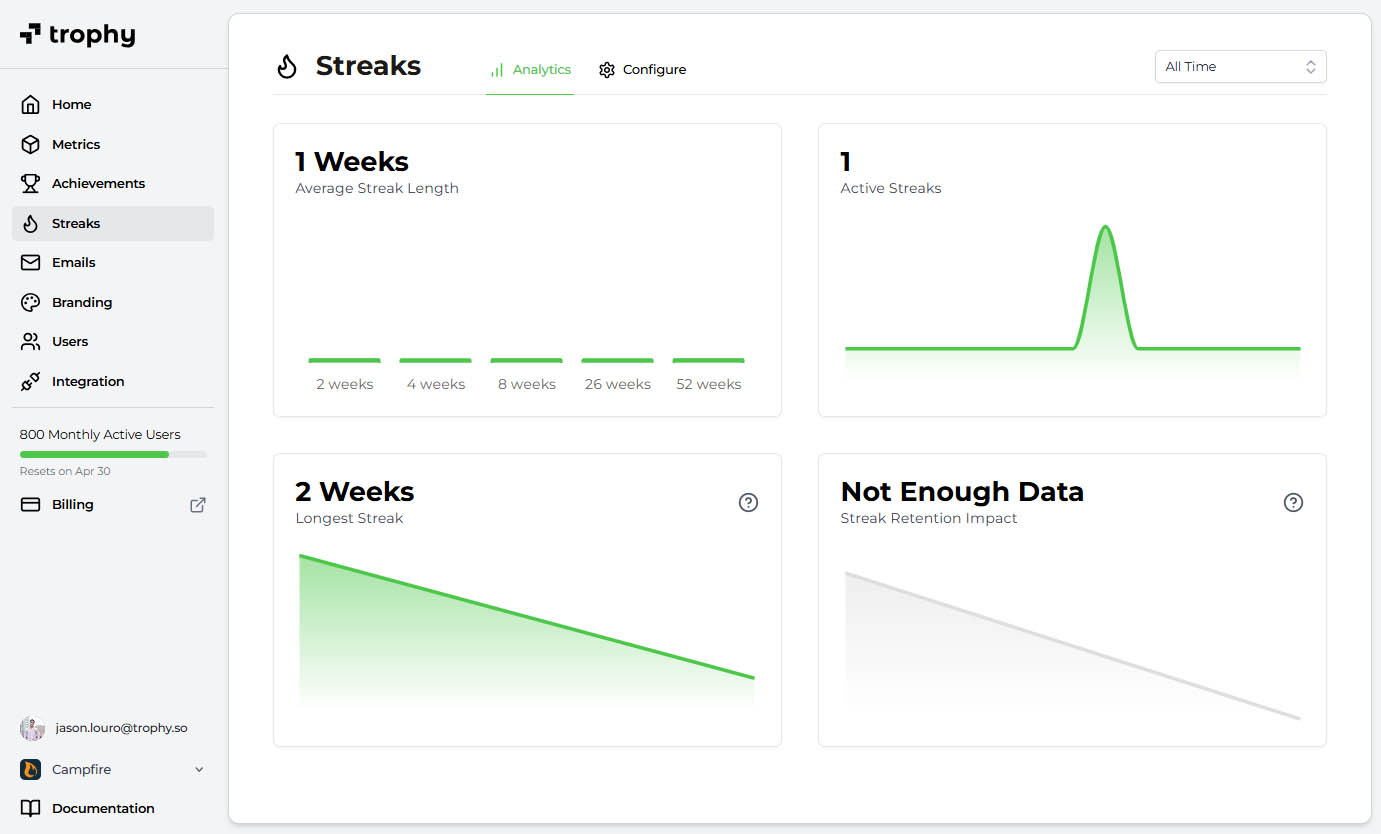 trophy
Home
Metrics
Achievements
Streaks
Emails
Branding
Users
Integration
800 Monthly Active Users
Resets on Apr 30
Billing
jason.louro@trophy.so
Campfire
Documentation
Streaks
Analytics
Configure
All Time
1 Weeks
Average Streak Length
2 weeks
4 weeks
8 weeks
26 weeks
52 weeks
1
Active Streaks
2 Weeks
Longest Streak
Not Enough Data
Streak Retention Impact